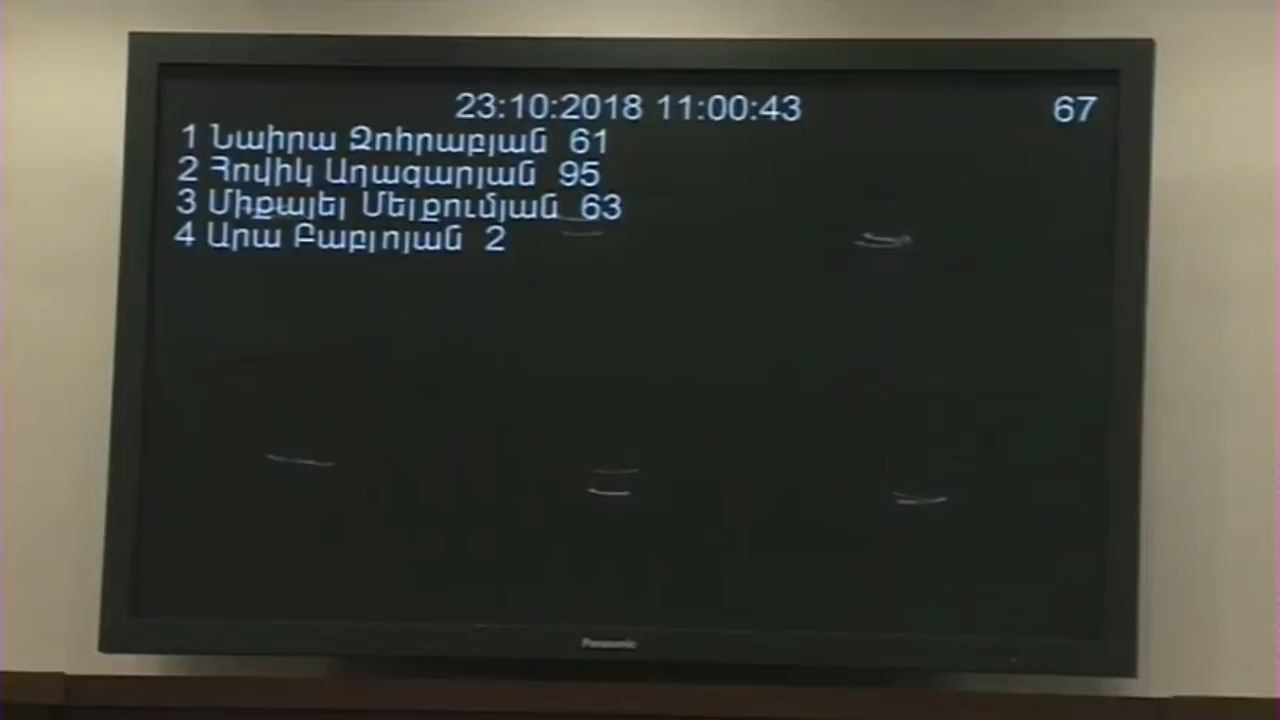 23:10:2018 11:00:43 67
1 Նաիրա Զոհրաբյան 61
2 Հովիկ Աղազարյան 95
3 Միքայել Մելքումյան 63
4 Արա Բաբլոյան 2
Panasonic